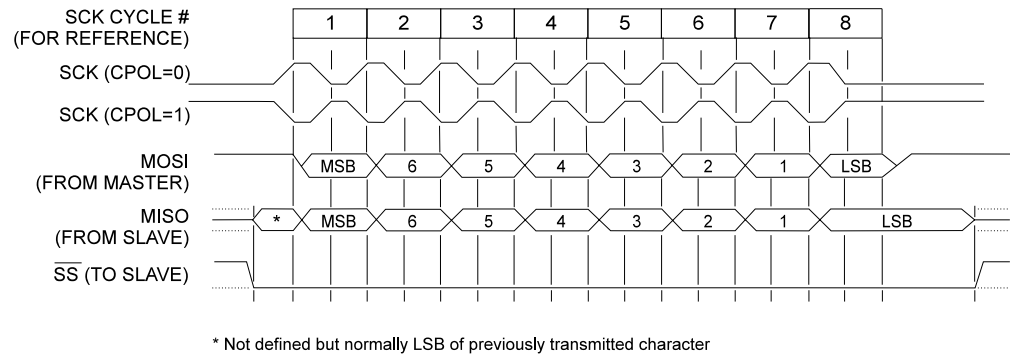 SCK CYCLE # 1 2 3 4 5 6 7 8
(FOR REFERENCE)
SCK (CPOL=0)
SCK (CPOL=1)
MOSI MSB 6 5 4 3 2 1 LSB
(FROM MASTER)
MISO * MSB 6 5 4 3 2 1 LSB
(FROM SLAVE)
SS (TO SLAVE)
* Not defined but normally LSB of previously transmitted character